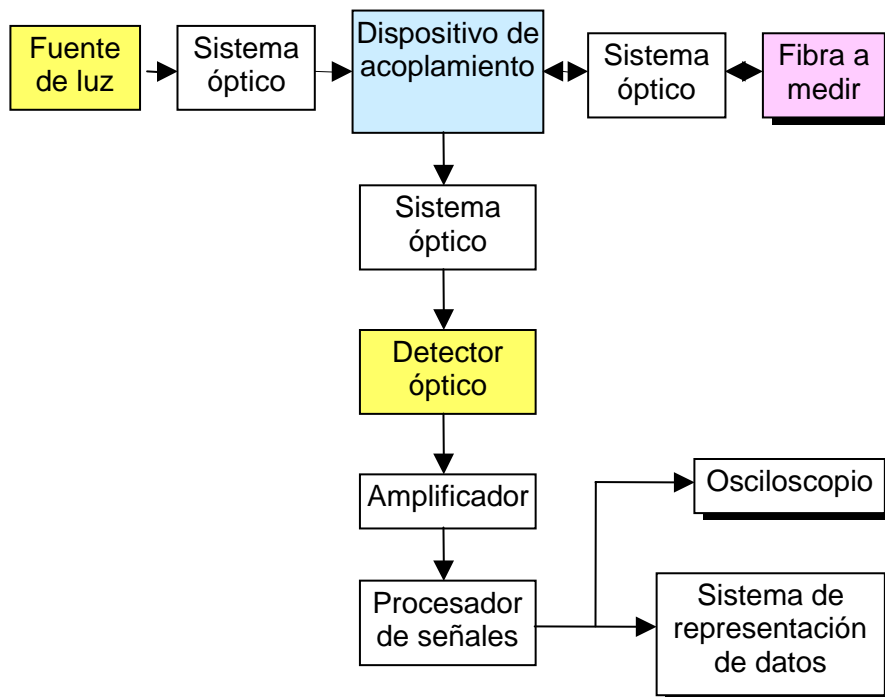 Fuente
de luz
Sistema
óptico
Dispositivo de
acoplamiento
Sistema
óptico
Fibra a
medir
Sistema
óptico
Detector
óptico
Amplificador
Osciloscopio
Procesador
de señales
Sistema de
representación
de datos